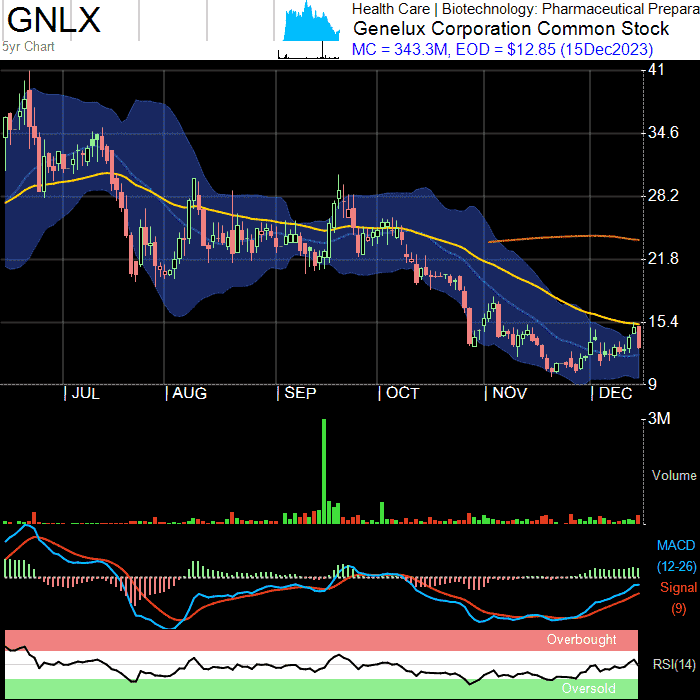 GNLX
5yr Chart
Health Care | Biotechnology: Pharmaceutical Prepara
Genelux Corporation Common Stock
MC = 343.3M, EOD = $12.85 (15Dec2023)
41
34.6
28.2
21.8
15.4
9
| JUL | AUG | SEP | OCT | NOV | DEC
3M
Volume
MACD
(12-26)
Signal
(9)
Overbought
RSI(14)
Oversold